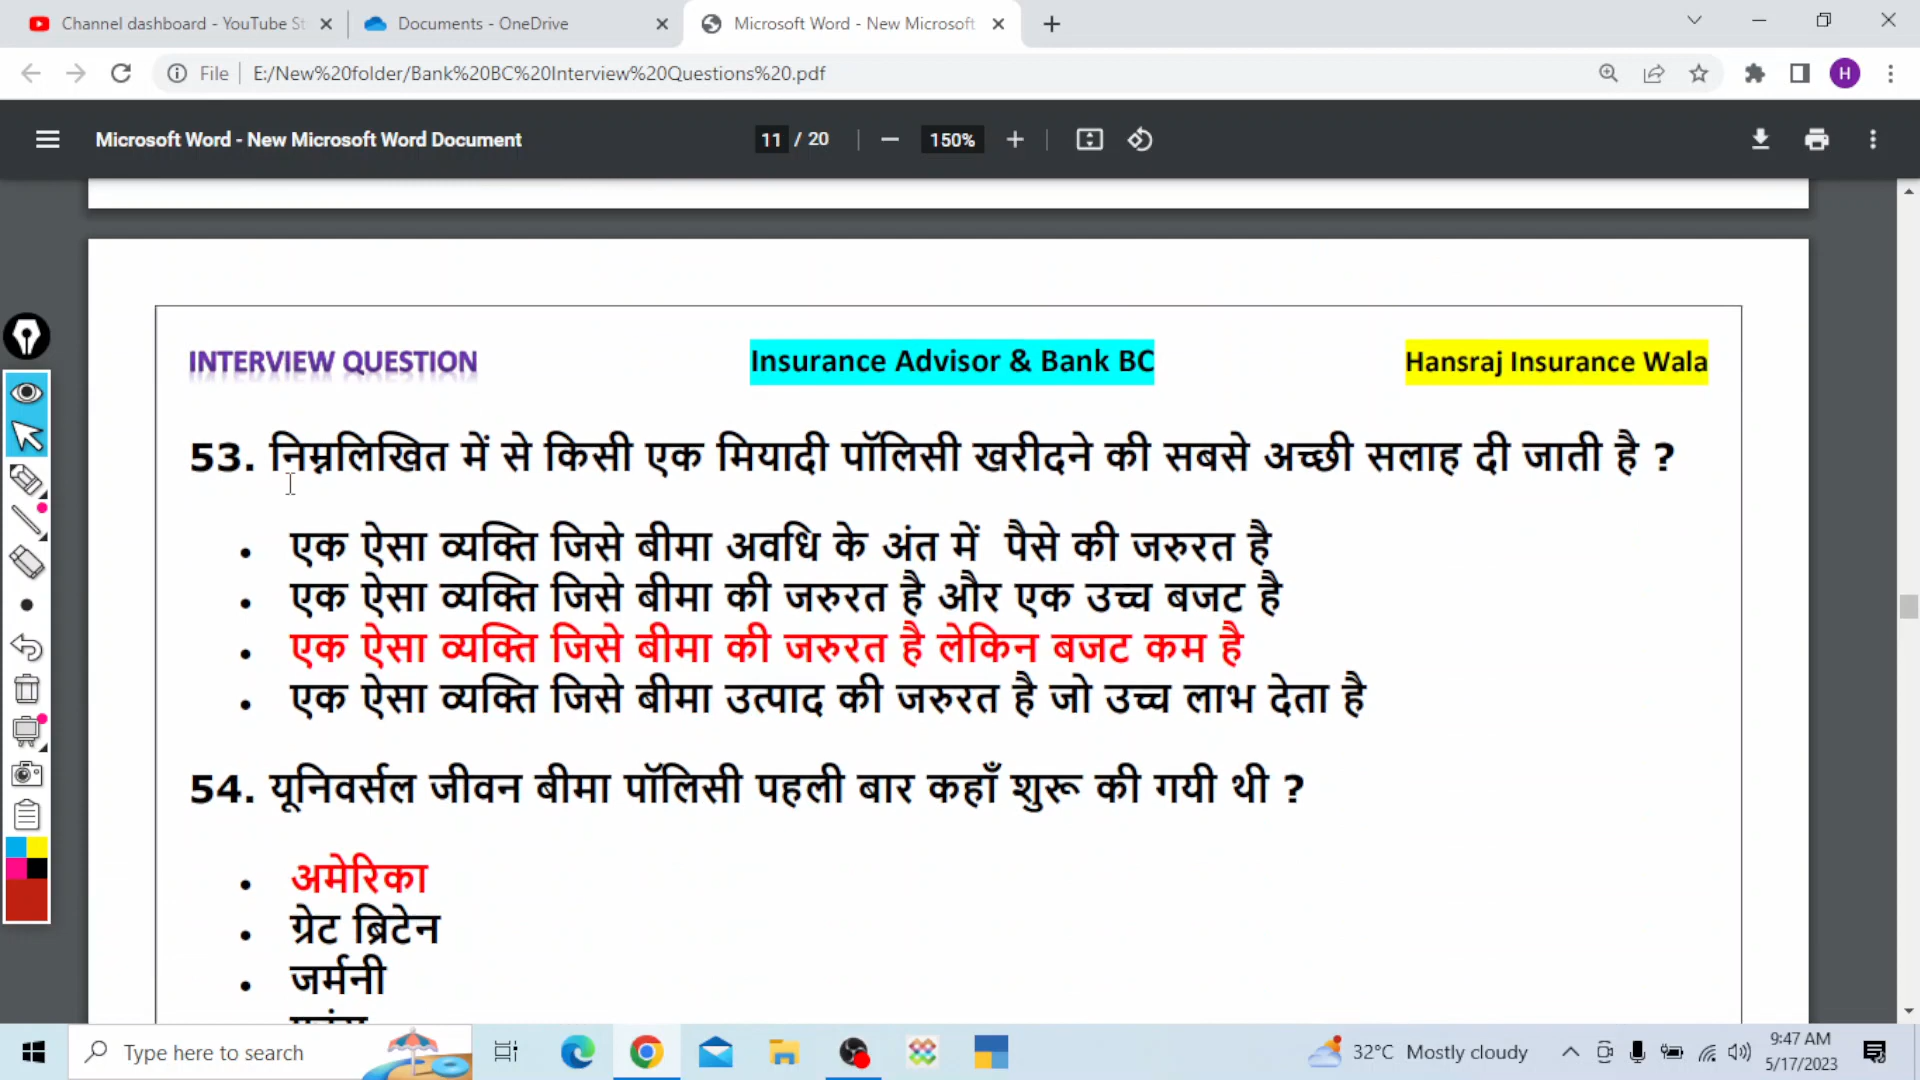 Channel dashboard - YouTube St
Documents - OneDrive
Microsoft Word - New Microsoft
File
E:/New%20folder/Bank%20BC%20Interview%20Questions%20.pdf
H
Microsoft Word - New Microsoft Word Document
11 / 20
150%
INTERVIEW QUESTION
Insurance Advisor & Bank BC
Hansraj Insurance Wala
53. निम्नलिखित में से किसी एक मियादी पॉलिसी खरीदने की सबसे अच्छी सलाह दी जाती है ?
• एक ऐसा व्यक्ति जिसे बीमा अवधि के अंत में पैसे की जरुरत है
• एक ऐसा व्यक्ति जिसे बीमा की जरुरत है और एक उच्च बजट है
• एक ऐसा व्यक्ति जिसे बीमा की जरुरत है लेकिन बजट कम है
• एक ऐसा व्यक्ति जिसे बीमा उत्पाद की जरुरत है जो उच्च लाभ देता है
54. यूनिवर्सल जीवन बीमा पॉलिसी पहली बार कहाँ शुरू की गयी थी ?
• अमेरिका
• ग्रेट ब्रिटेन
• जर्मनी
Type here to search
32°C Mostly cloudy
9:47 AM
5/17/2023